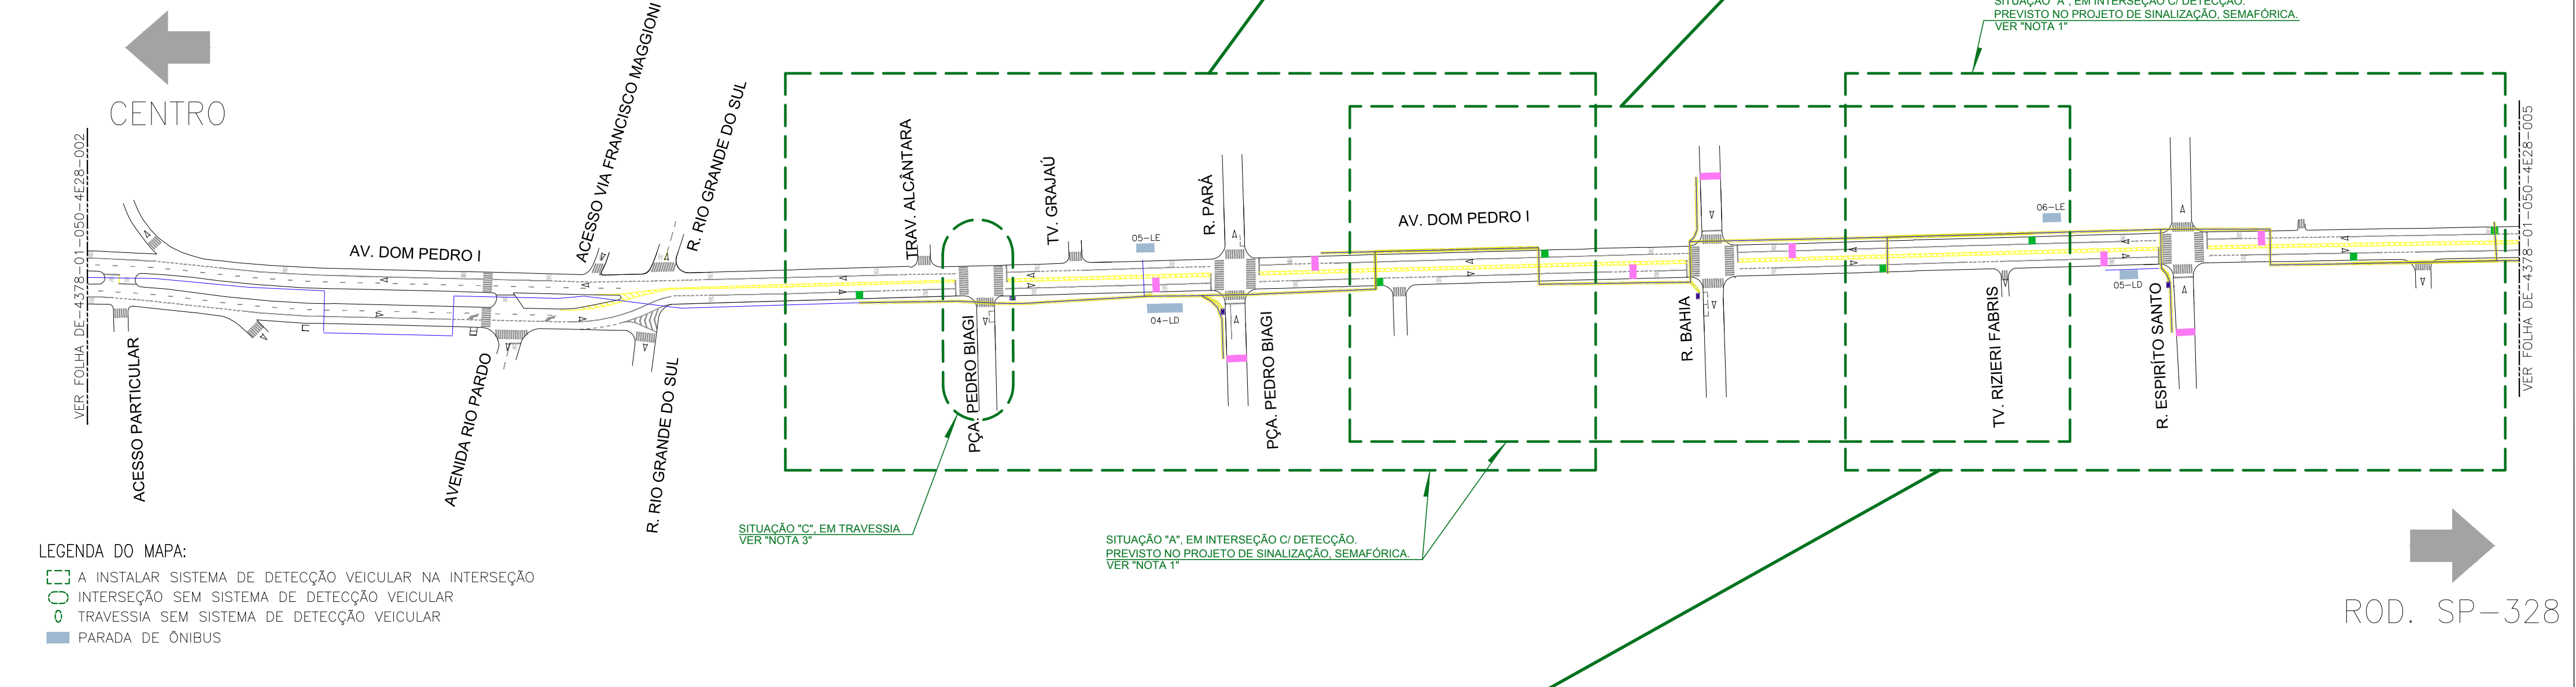 SITUAÇÃO "A", EM INTERSEÇÃO C/ DETECÇÃO.
PREVISTO NO PROJETO DE SINALIZAÇÃO, SEMAFÓRICA.
VER "NOTA 1"
CENTRO
VER FOLHA DE-4378-01-050-4E28-002
ACESSO VIA FRANCISCO MAGGIONI
R. RIO GRANDE DO SUL
AV. DOM PEDRO I
TRAV. ALCÂNTARA
TV. GRAJAÚ
05-LE
R. PARÁ
AV. DOM PEDRO I
06-LE
VER FOLHA DE-4378-01-050-4E28-005
ACESSO PARTICULAR
AVENIDA RIO PARDO
R. RIO GRANDE DO SUL
PÇA. PEDRO BIAGI
04-LD
PÇA. PEDRO BIAGI
R. BAHIA
TV. RIZIERI FABRIS
05-LD
R. ESPIRÍTO SANTO
SITUAÇÃO "C", EM TRAVESSIA
VER "NOTA 3"
SITUAÇÃO "A", EM INTERSEÇÃO C/ DETECÇÃO.
PREVISTO NO PROJETO DE SINALIZAÇÃO, SEMAFÓRICA.
VER "NOTA 1"
LEGENDA DO MAPA:
A INSTALAR SISTEMA DE DETECÇÃO VEICULAR NA INTERSEÇÃO
INTERSEÇÃO SEM SISTEMA DE DETECÇÃO VEICULAR
TRAVESSIA SEM SISTEMA DE DETECÇÃO VEICULAR
PARADA DE ÔNIBUS
ROD. SP-328